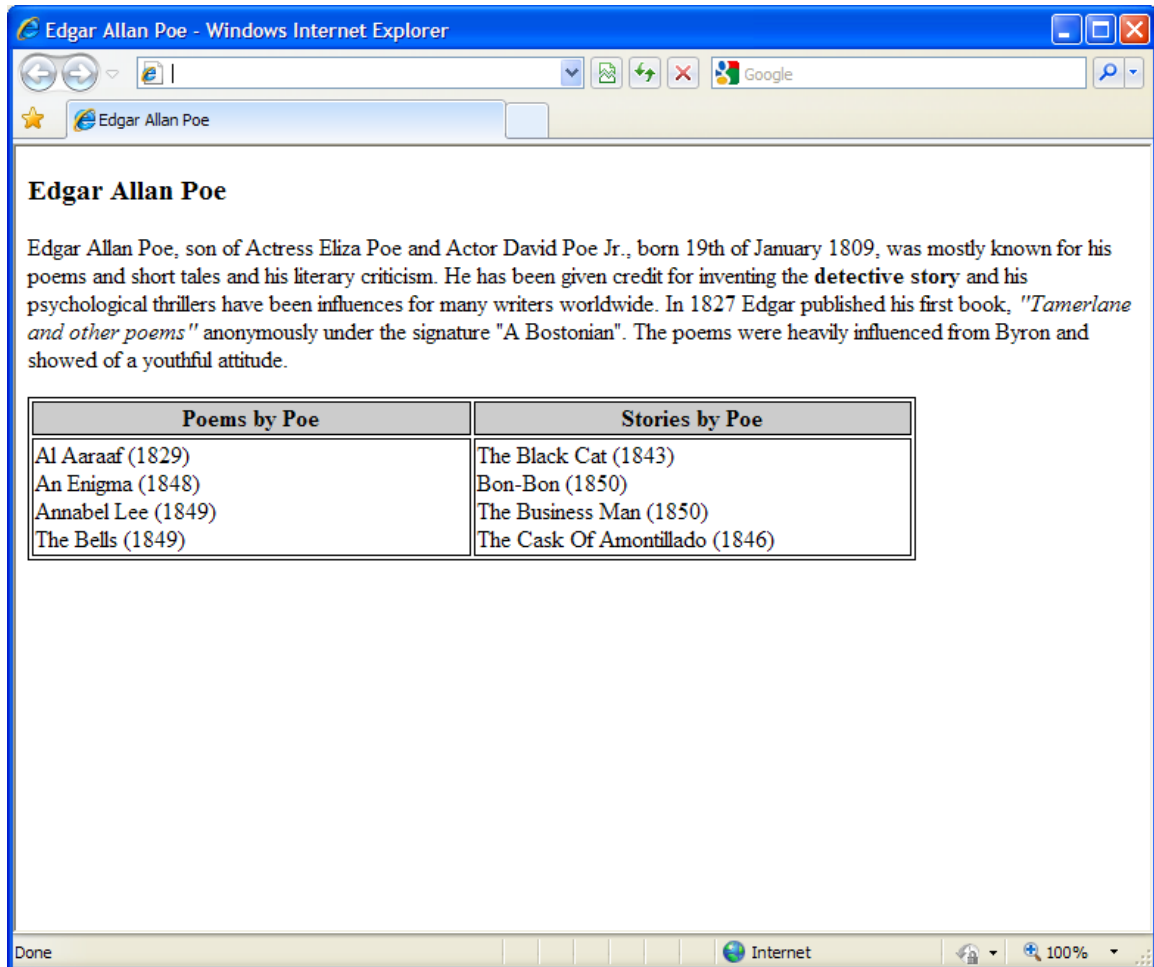 Edgar Allan Poe - Windows Internet Explorer
Google
Edgar Allan Poe
Edgar Allan Poe
Edgar Allan Poe, son of Actress Eliza Poe and Actor David Poe Jr., born 19th of January 1809, was mostly known for his
poems and short tales and his literary criticism. He has been given credit for inventing the detective story and his
psychological thrillers have been influences for many writers worldwide. In 1827 Edgar published his first book, "Tamerlane
and other poems" anonymously under the signature "A Bostonian". The poems were heavily influenced from Byron and
showed of a youthful attitude.
Poems by Poe Stories by Poe
Al Aaraaf (1829) The Black Cat (1843)
An Enigma (1848) Bon-Bon (1850)
Annabel Lee (1849) The Business Man (1850)
The Bells (1849) The Cask Of Amontillado (1846)
Done Internet 100%